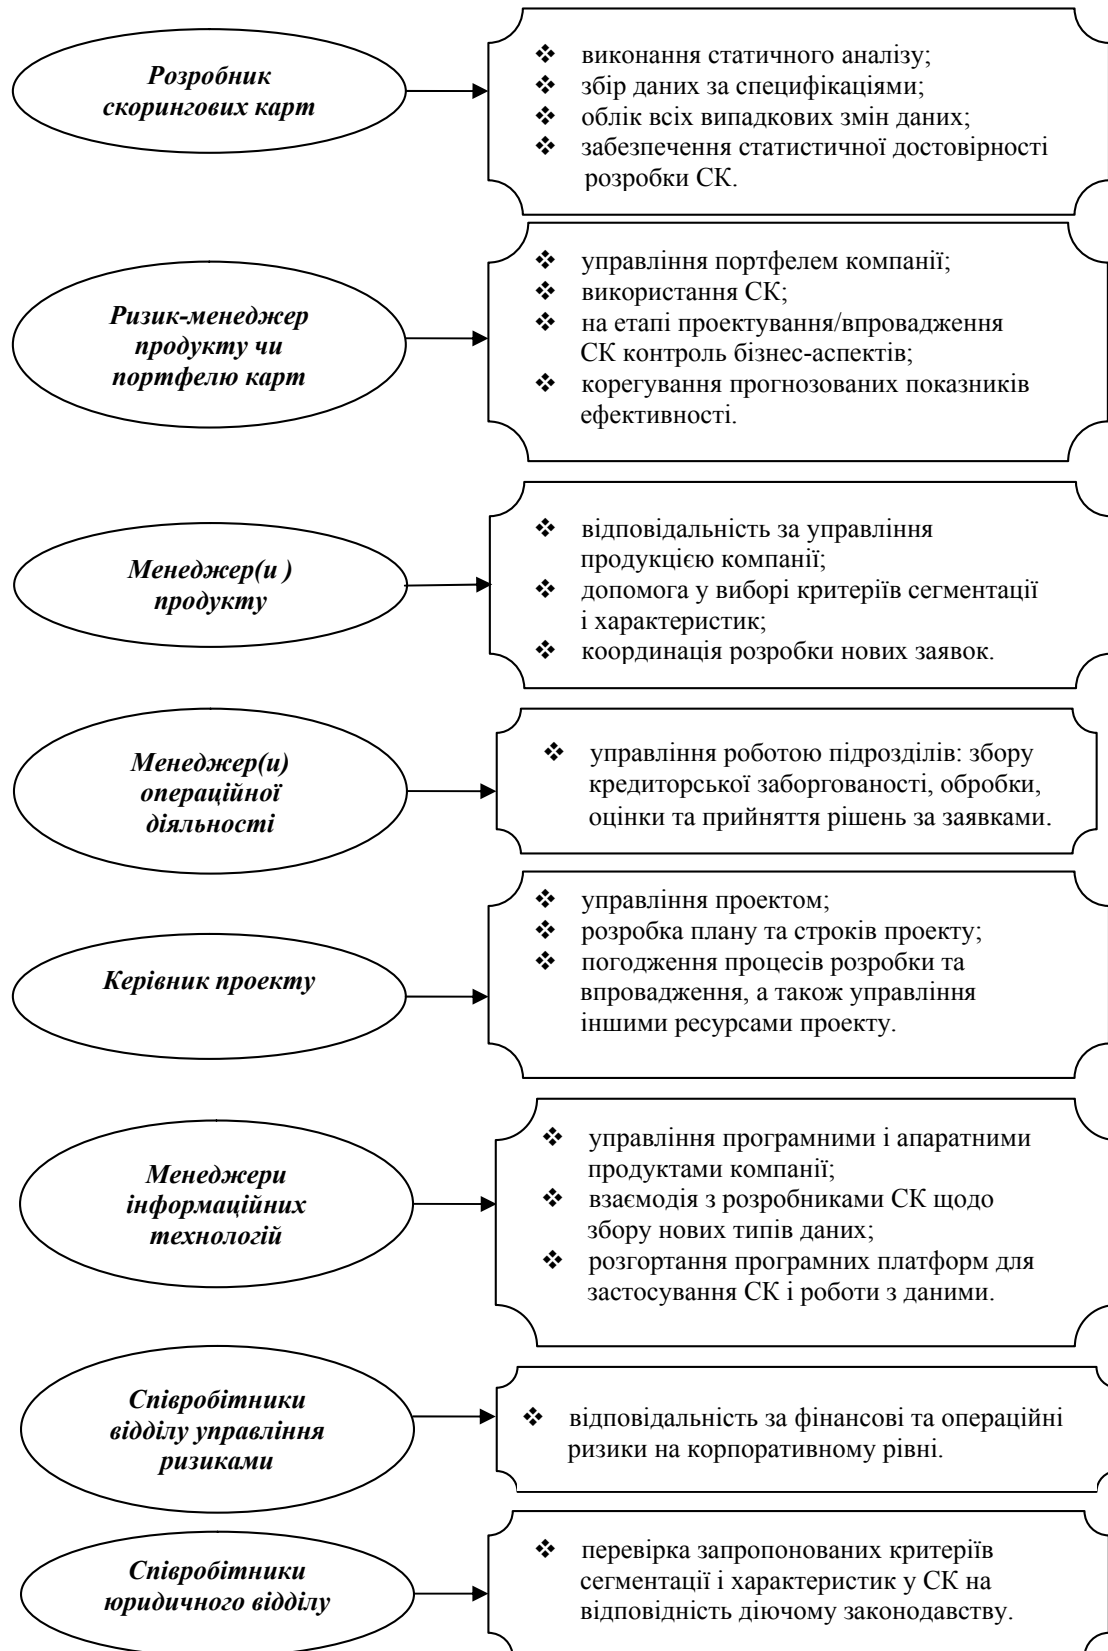 Розробник
скорингових карт
❖ виконання статичного аналізу;
❖ збір даних за специфікаціями;
❖ облік всіх випадкових змін даних;
❖ забезпечення статистичної достовірності
розробки СК.
Ризик-менеджер
продукту чи
портфелю карт
❖ управління портфелем компанії;
❖ використання СК;
❖ на етапі проектування/впровадження
СК контроль бізнес-аспектів;
❖ корегування прогнозованих показників
ефективності.
Менеджер(и )
продукту
❖ відповідальність за управління
продукцією компанії;
❖ допомога у виборі критеріїв сегментації
і характеристик;
❖ координація розробки нових заявок.
Менеджер(и)
операційної
діяльності
❖ управління роботою підрозділів: збору
кредиторської заборгованості, обробки,
оцінки та прийняття рішень за заявками.
Керівник проекту
❖ управління проектом;
❖ розробка плану та строків проекту;
❖ погодження процесів розробки та
впровадження, а також управління
іншими ресурсами проекту.
Менеджери
інформаційних
технологій
❖ управління програмними і апаратними
продуктами компанії;
❖ взаємодія з розробниками СК щодо
збору нових типів даних;
❖ розгортання програмних платформ для
застосування СК і роботи з даними.
Співробітники
відділу управління
ризиками
❖ відповідальність за фінансові та операційні
ризики на корпоративному рівні.
Співробітники
юридичного відділу
❖ перевірка запропонованих критеріїв
сегментації і характеристик у СК на
відповідність діючому законодавству.